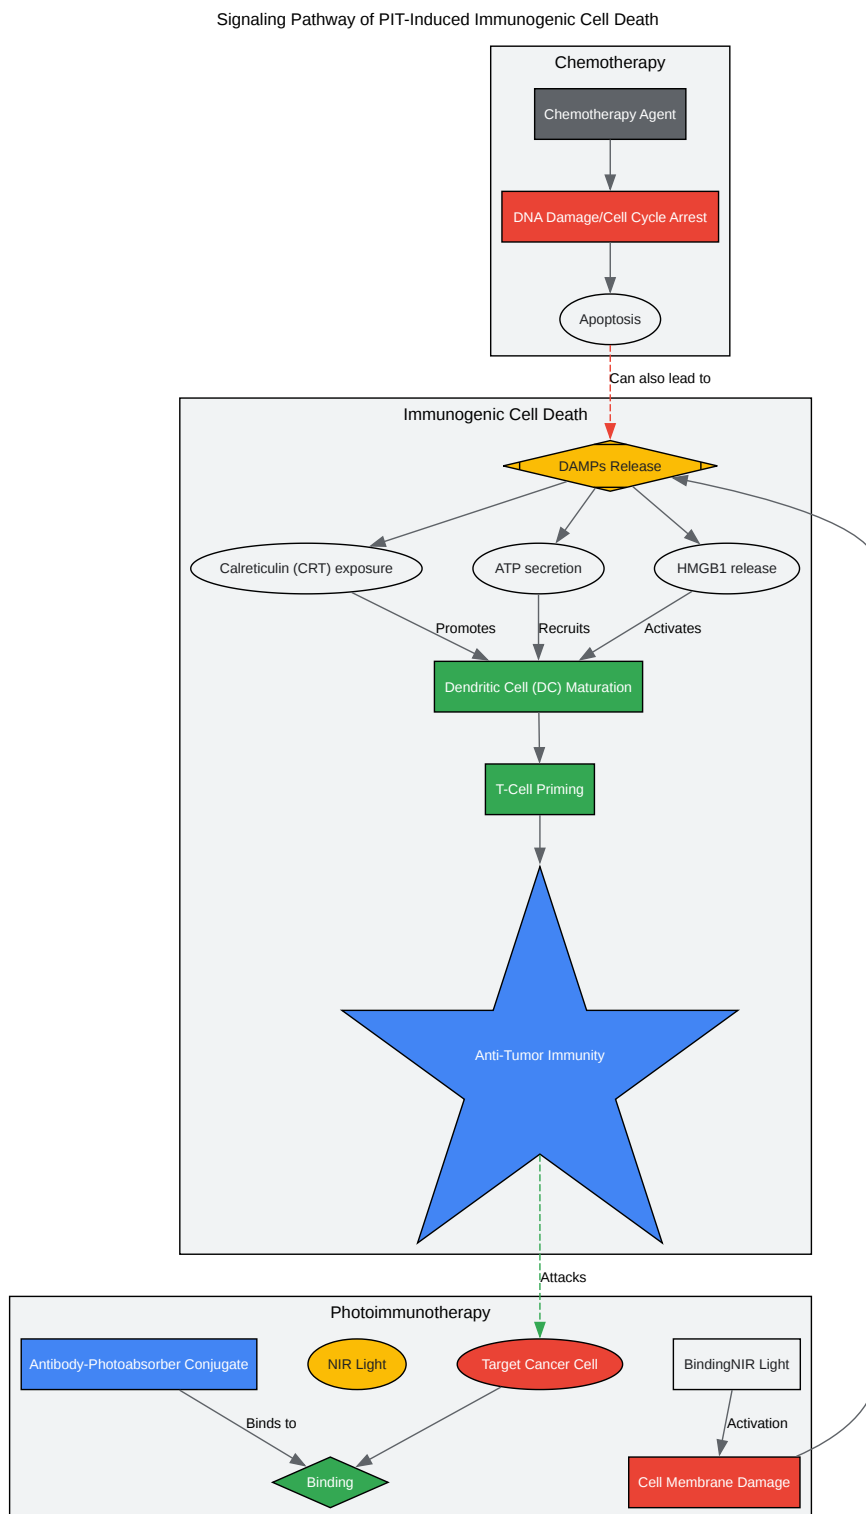 Signaling Pathway of PIT-Induced Immunogenic Cell Death
Chemotherapy
Chemotherapy Agent
DNA Damage/Cell Cycle Arrest
Apoptosis
Can also lead to
Immunogenic Cell Death
DAMPs Release
Calreticulin (CRT) exposure
ATP secretion
HMGB1 release
Promotes
Recruits
Activates
Dendritic Cell (DC) Maturation
T-Cell Priming
Anti-Tumor Immunity
Attacks
Photoimmunotherapy
Antibody-Photoabsorber Conjugate
NIR Light
Target Cancer Cell
BindingNIR Light
Binds to
Activation
Binding
Cell Membrane Damage